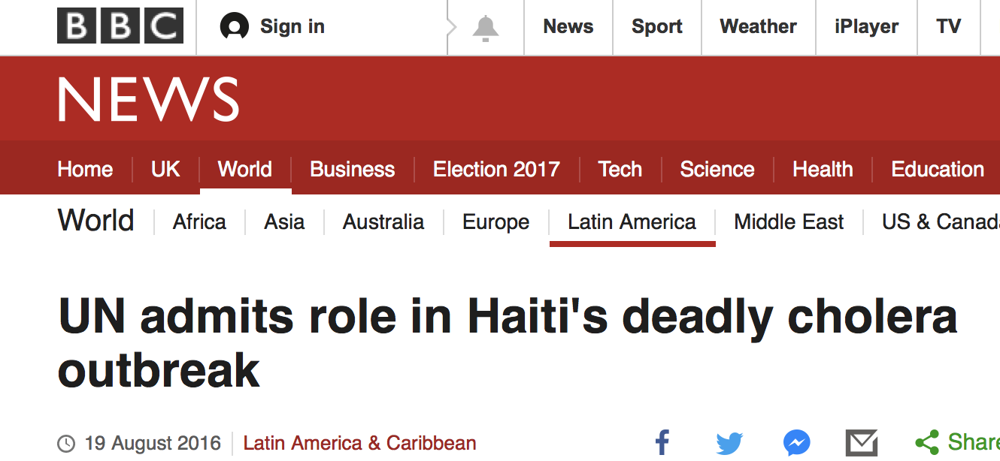 BBC Sign in News Sport Weather iPlayer TV
NEWS
Home UK World Business Election 2017 Tech Science Health Education
World Africa Asia Australia Europe Latin America Middle East US & Canad
UN admits role in Haiti's deadly cholera
outbreak
19 August 2016 Latin America & Caribbean Share